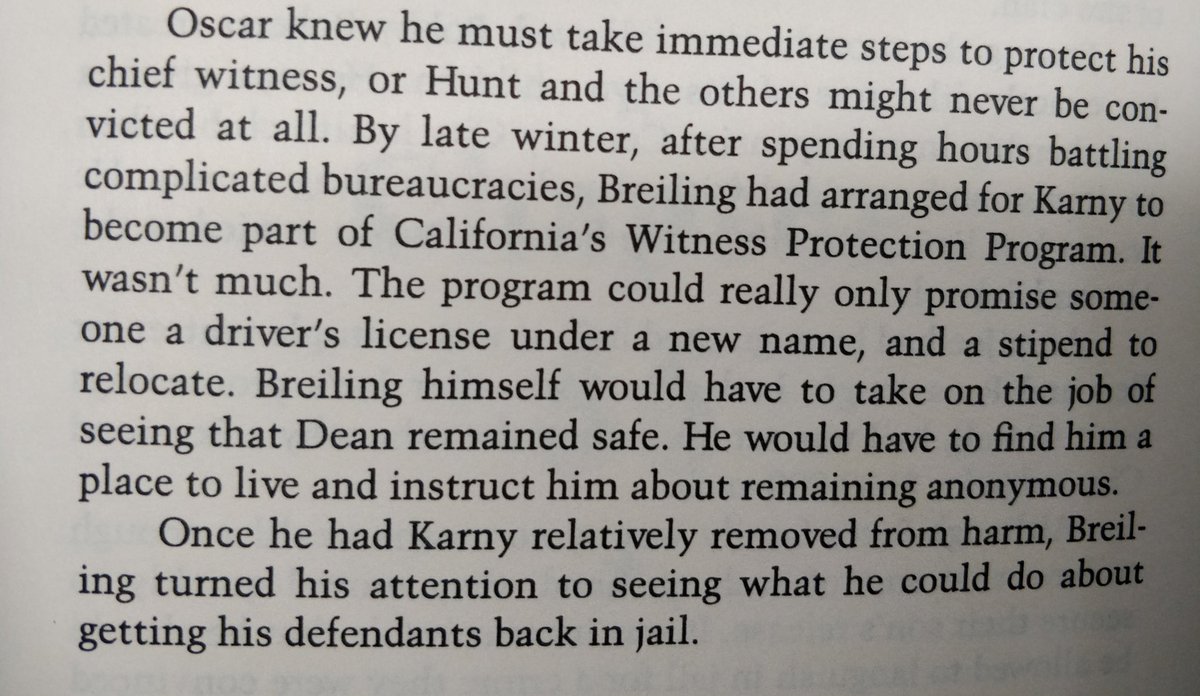 Oscar knew he must take immediate steps to protect his
chief witness, or Hunt and the others might never be con-
victed at all. By late winter, after spending hours battling
complicated bureaucracies, Breiling had arranged for Karny to
become part of California's Witness Protection Program. It
wasn't much. The program could really only promise some-
one a driver's license under a new name, and a stipend to
relocate. Breiling himself would have to take on the job of
seeing that Dean remained safe. He would have to find him a
place to live and instruct him about remaining anonymous.
Once he had Karny relatively removed from harm, Breil-
ing turned his attention to seeing what he could do about
getting his defendants back in jail.